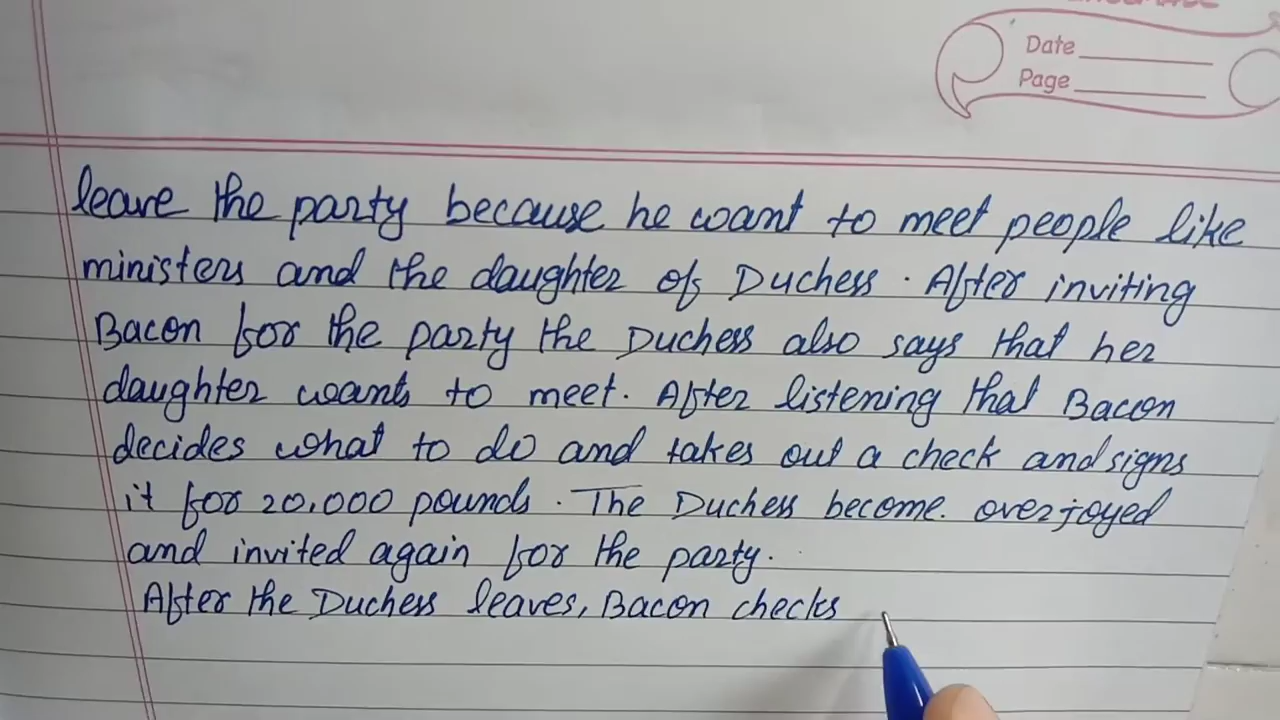 Date
Page
leave the party because he want to meet people like
ministers and the daughter of Duchess. After inviting
Bacon for the party the Duchess also says that her
daughter wants to meet. After listening that Bacon
decides what to do and takes out a check and signs
it for 20,000 pounds. The Duchess become. overjoyed
and invited again for the party.
After the Duchess leaves, Bacon checks